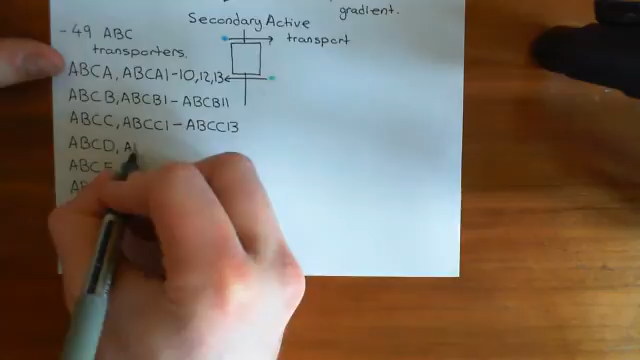 gradient.
Secondary Active
transport
- 49 ABC
transporters.
ABCA, ABCA1-10,12,13
ABCB, ABCB1 - ABCB11
ABCC, ABCC1 - ABCC13
ABCD, A
ABCE